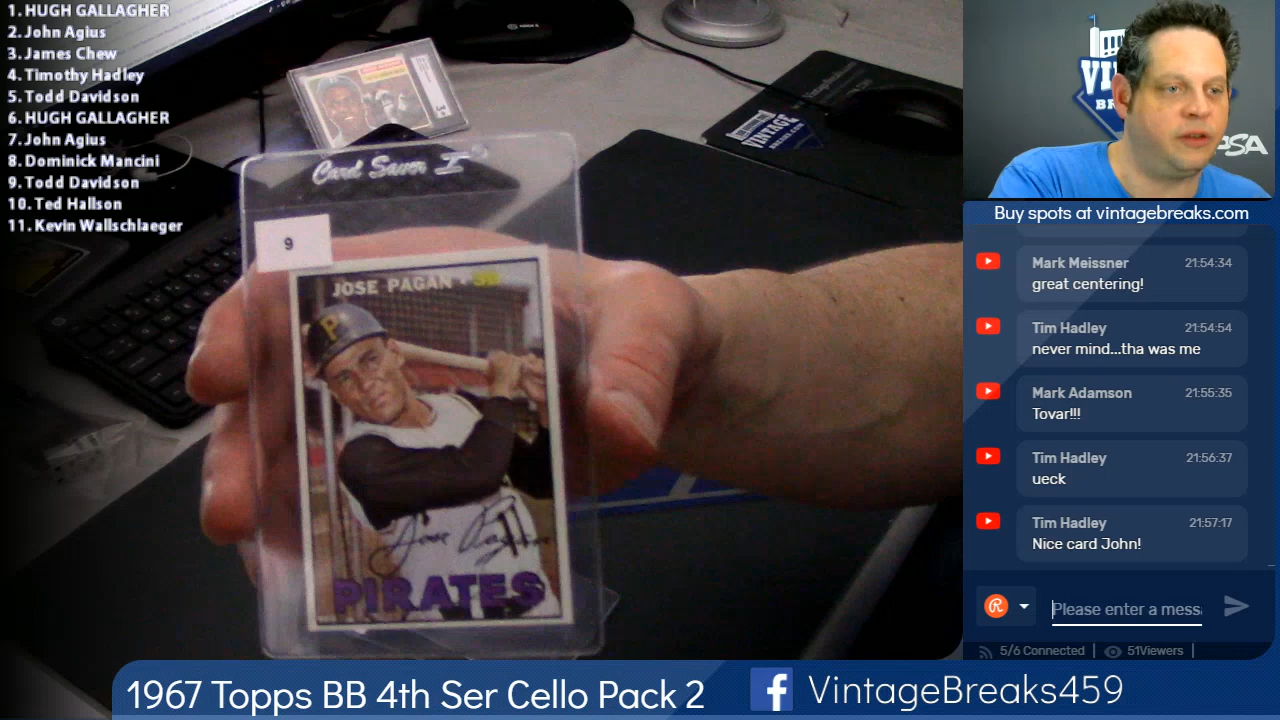 1. HUGH GALLAGHER
2. John Agius
3. James Chew
4. Timothy Hadley
5. Todd Davidson
6. HUGH GALLAGHER
7. John Agius
8. Dominick Mancini
9. Todd Davidson
10. Ted Hallson
11. Kevin Wallschlaeger
Card Saver I
9
JOSE PAGAN • 3B
P
Jose Pagan
PIRATES
VINTAGE
PSA
Buy spots at vintagebreaks.com
Mark Meissner 21:54:34
great centering!
Tim Hadley 21:54:54
never mind...tha was me
Mark Adamson 21:55:35
Tovar!!!
Tim Hadley 21:56:37
ueck
Tim Hadley 21:57:17
Nice card John!
Please enter a mess
5/6 Connected | 51Viewers |
1967 Topps BB 4th Ser Cello Pack 2
f VintageBreaks459